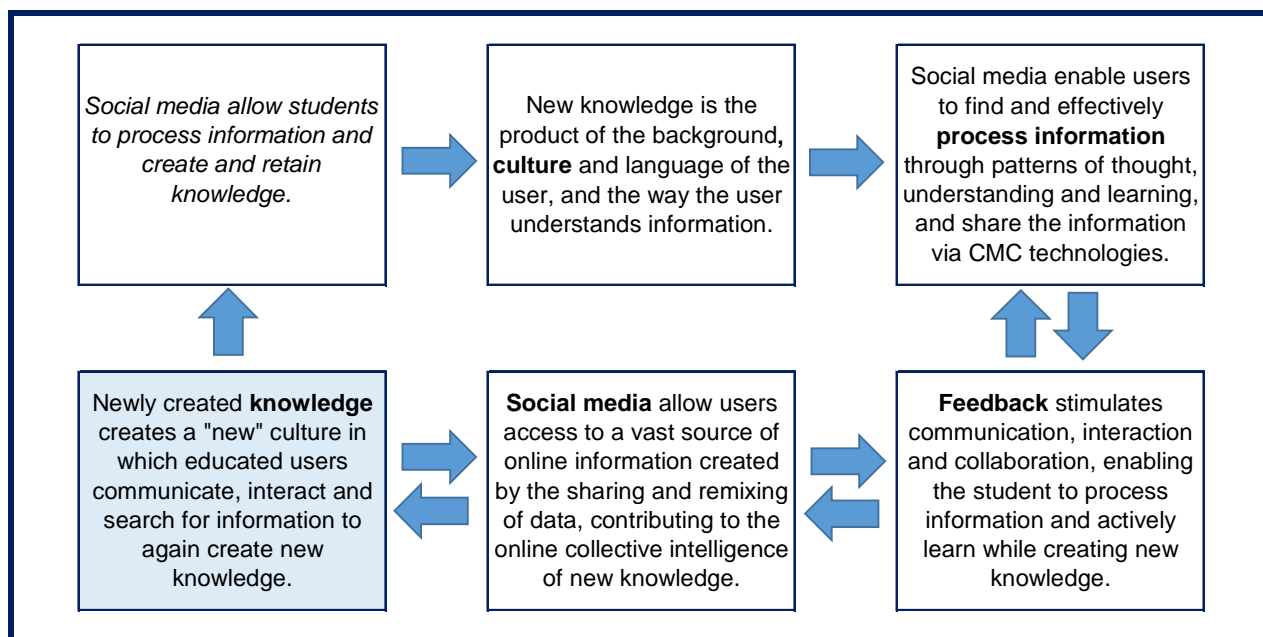 Social media allow students
to process information and
create and retain
knowledge.
New knowledge is the
product of the background,
culture and language of the
user, and the way the user
understands information.
Social media enable users
to find and effectively
process information
through patterns of thought,
understanding and learning,
and share the information
via CMC technologies.
Newly created knowledge
creates a "new" culture in
which educated users
communicate, interact and
search for information to
again create new
knowledge.
Social media allow users
access to a vast source of
online information created
by the sharing and remixing
of data, contributing to the
online collective intelligence
of new knowledge.
Feedback stimulates
communication, interaction
and collaboration, enabling
the student to process
information and actively
learn while creating new
knowledge.